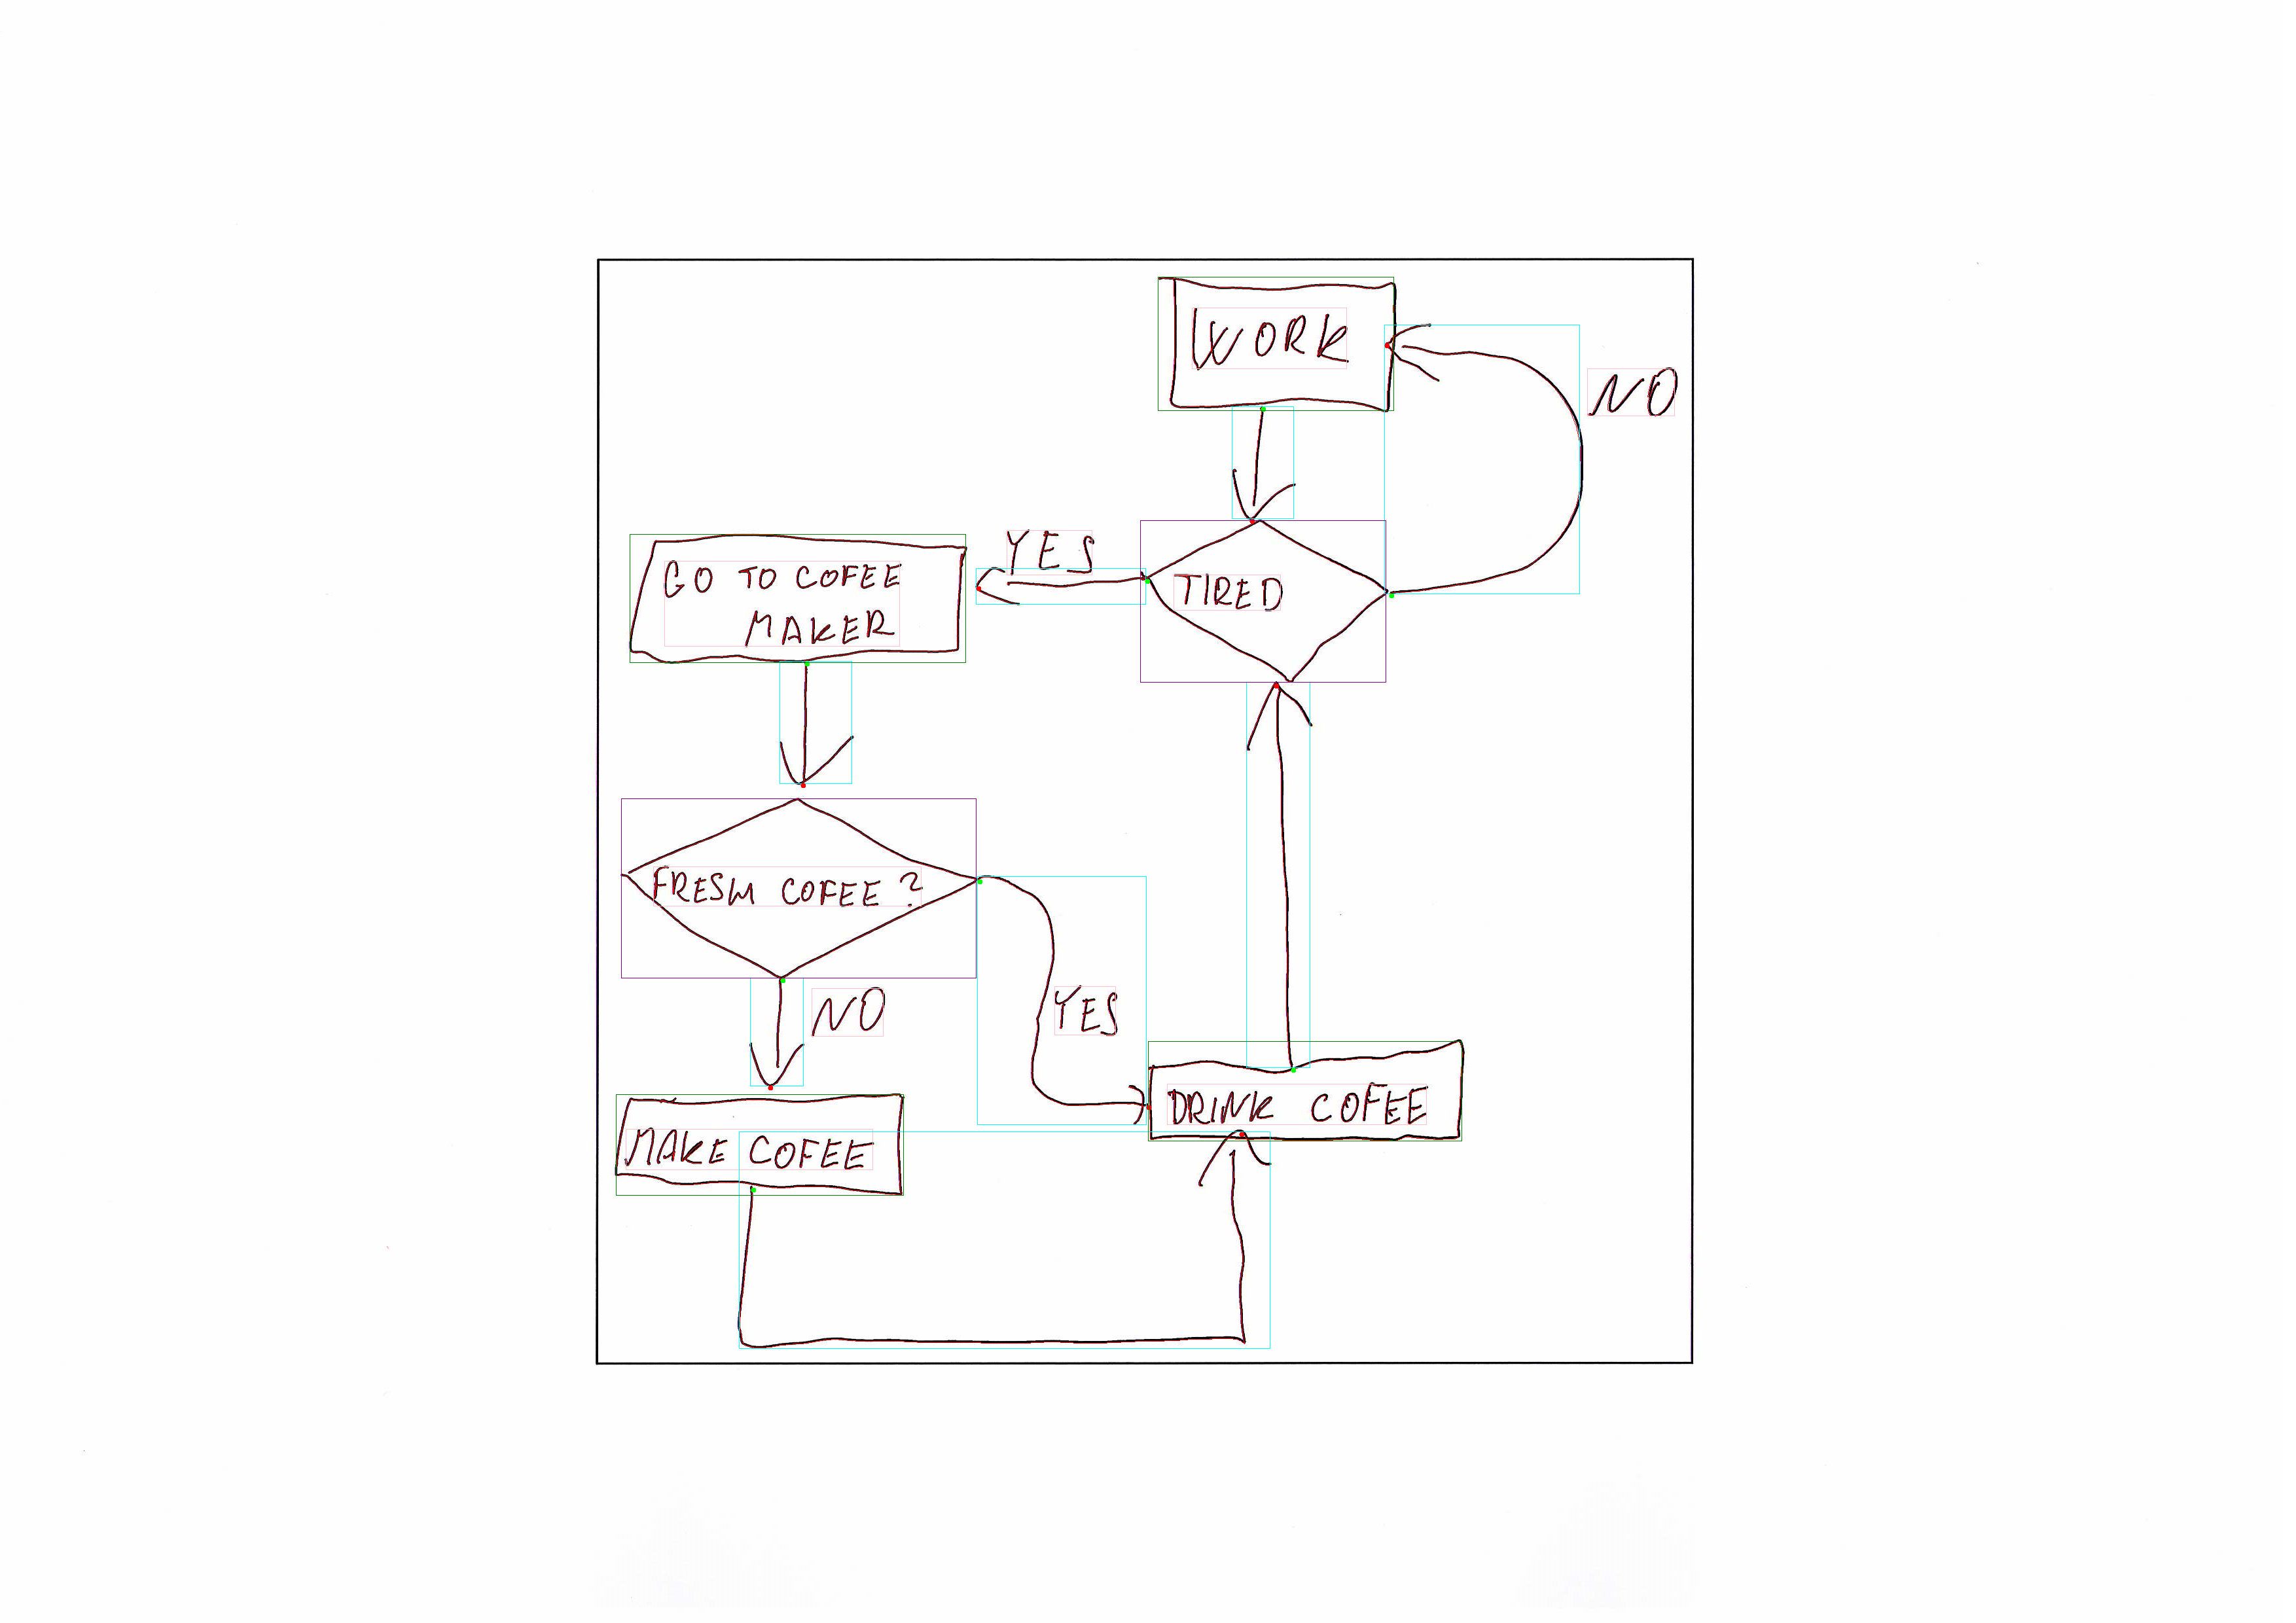 WORK
NO
YES
TIRED
GO TO COFEE
MAKER
FRESH COFEE ?
NO
YES
DRINK COFEE
MAKE COFEE